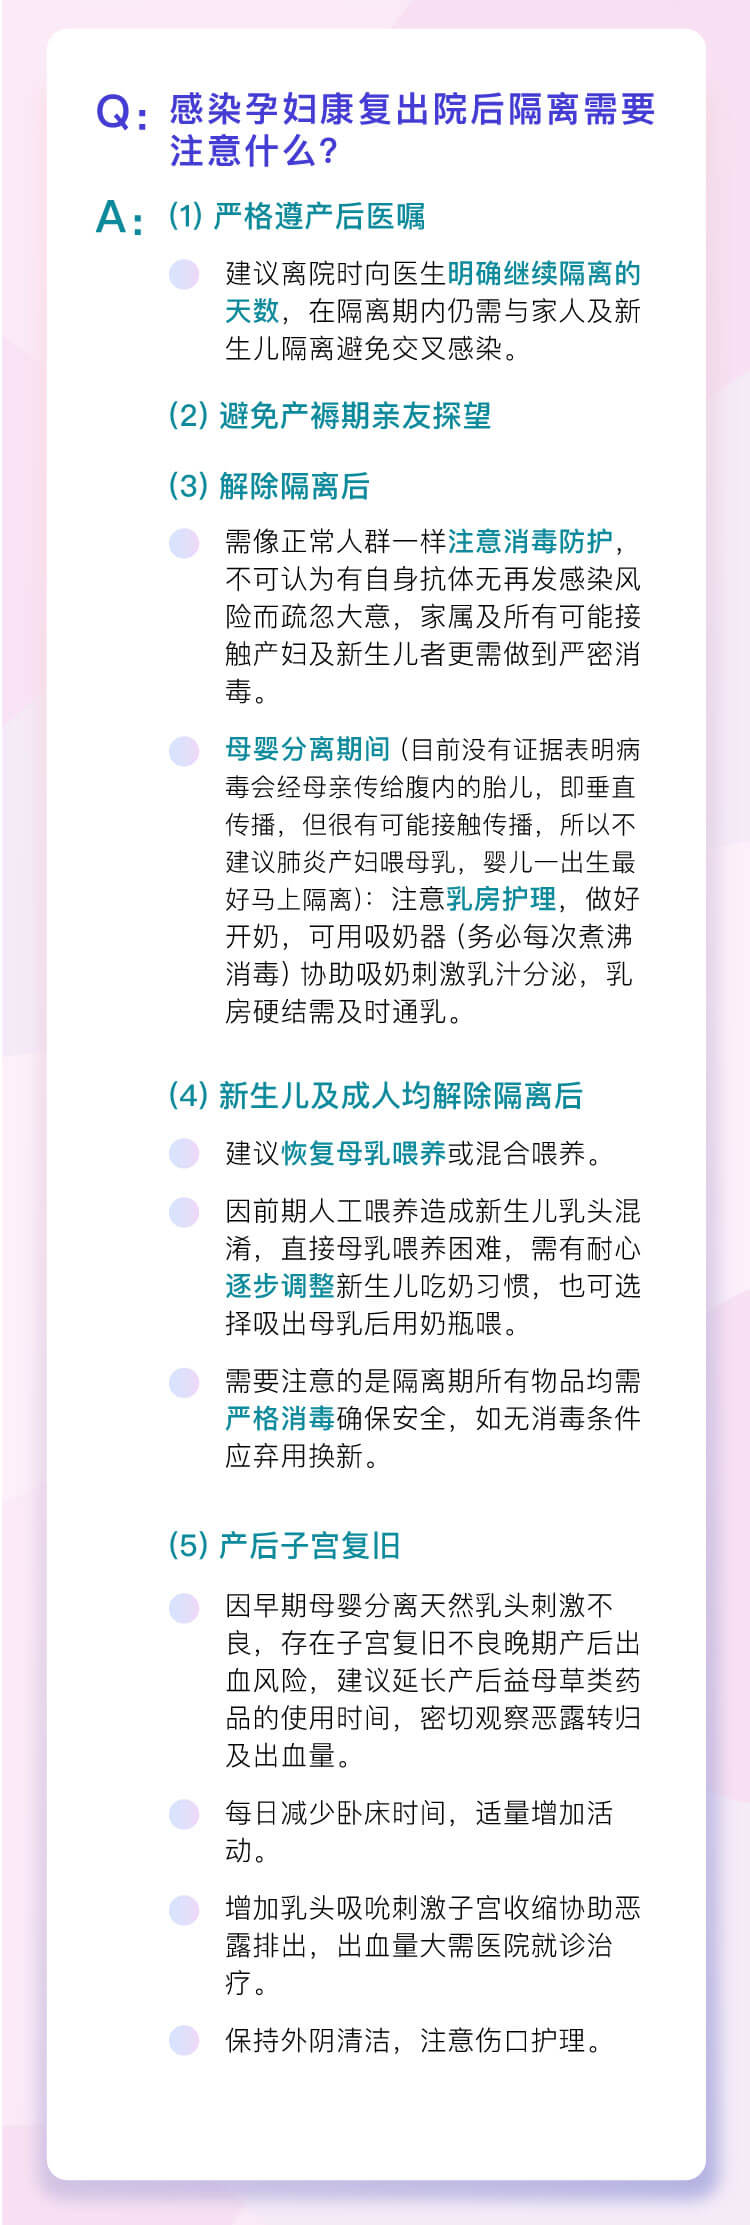 Q: 感染孕妇康复出院后隔离需要
注意什么?
A: (1) 严格遵产后医嘱
建议离院时向医生明确继续隔离的
天数，在隔离期内仍需与家人及新
生儿隔离避免交叉感染。
(2) 避免产褥期亲友探望
(3) 解除隔离后
需像正常人群一样注意消毒防护，
不可认为有自身抗体无再发感染风
险而疏忽大意，家属及所有可能接
触产妇及新生儿者更需做到严密消
毒。
母婴分离期间 (目前没有证据表明病
毒会经母亲传给腹内的胎儿，即垂直
传播，但很有可能接触传播，所以不
建议肺炎产妇喂母乳，婴儿一出生最
好马上隔离)：注意乳房护理，做好
开奶，可用吸奶器 (务必每次煮沸
消毒) 协助吸奶刺激乳汁分泌，乳
房硬结需及时通乳。
(4) 新生儿及成人均解除隔离后
建议恢复母乳喂养或混合喂养。
因前期人工喂养造成新生儿乳头混
淆，直接母乳喂养困难，需有耐心
逐步调整新生儿吃奶习惯，也可选
择吸出母乳后用奶瓶喂。
需要注意的是隔离期所有物品均需
严格消毒确保安全，如无消毒条件
应弃用换新。
(5) 产后子宫复旧
因早期母婴分离天然乳头刺激不
良，存在子宫复旧不良晚期产后出
血风险，建议延长产后益母草类药
品的使用时间，密切观察恶露转归
及出血量。
每日减少卧床时间，适量增加活
动。
增加乳头吸吮刺激子宫收缩协助恶
露排出，出血量大需医院就诊治
疗。
保持外阴清洁，注意伤口护理。